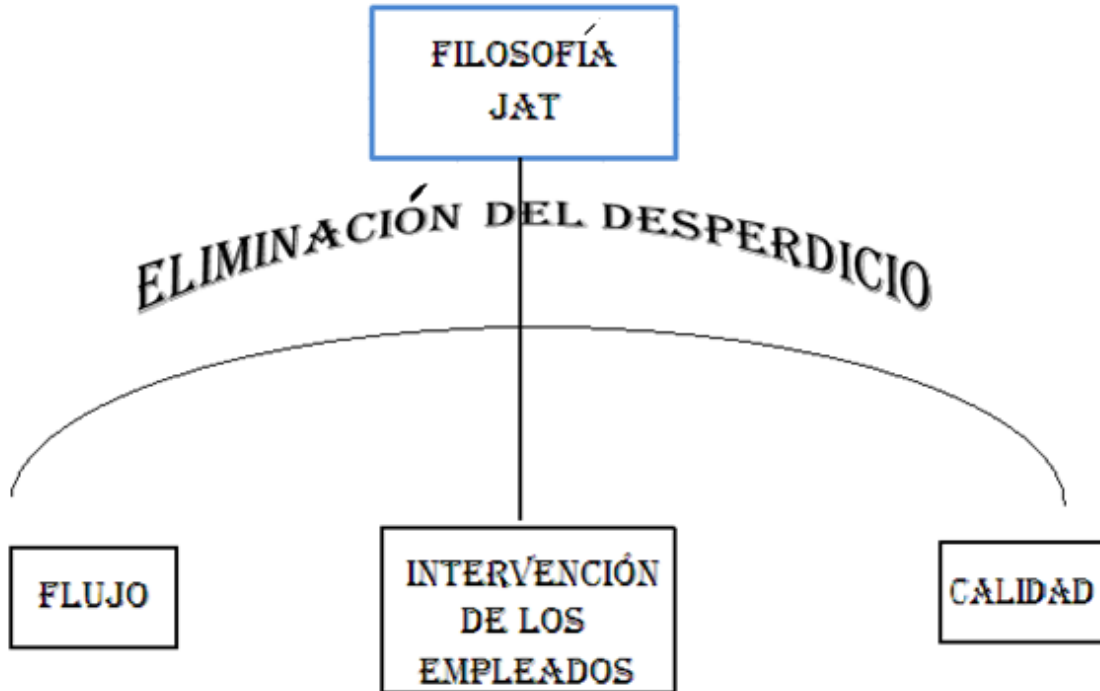 FILOSOFÍA
JAT
ELIMINACIÓN DEL DESPERDICIO
FLUJO
INTERVENCIÓN
DE LOS
EMPLEADOS
CALIDAD